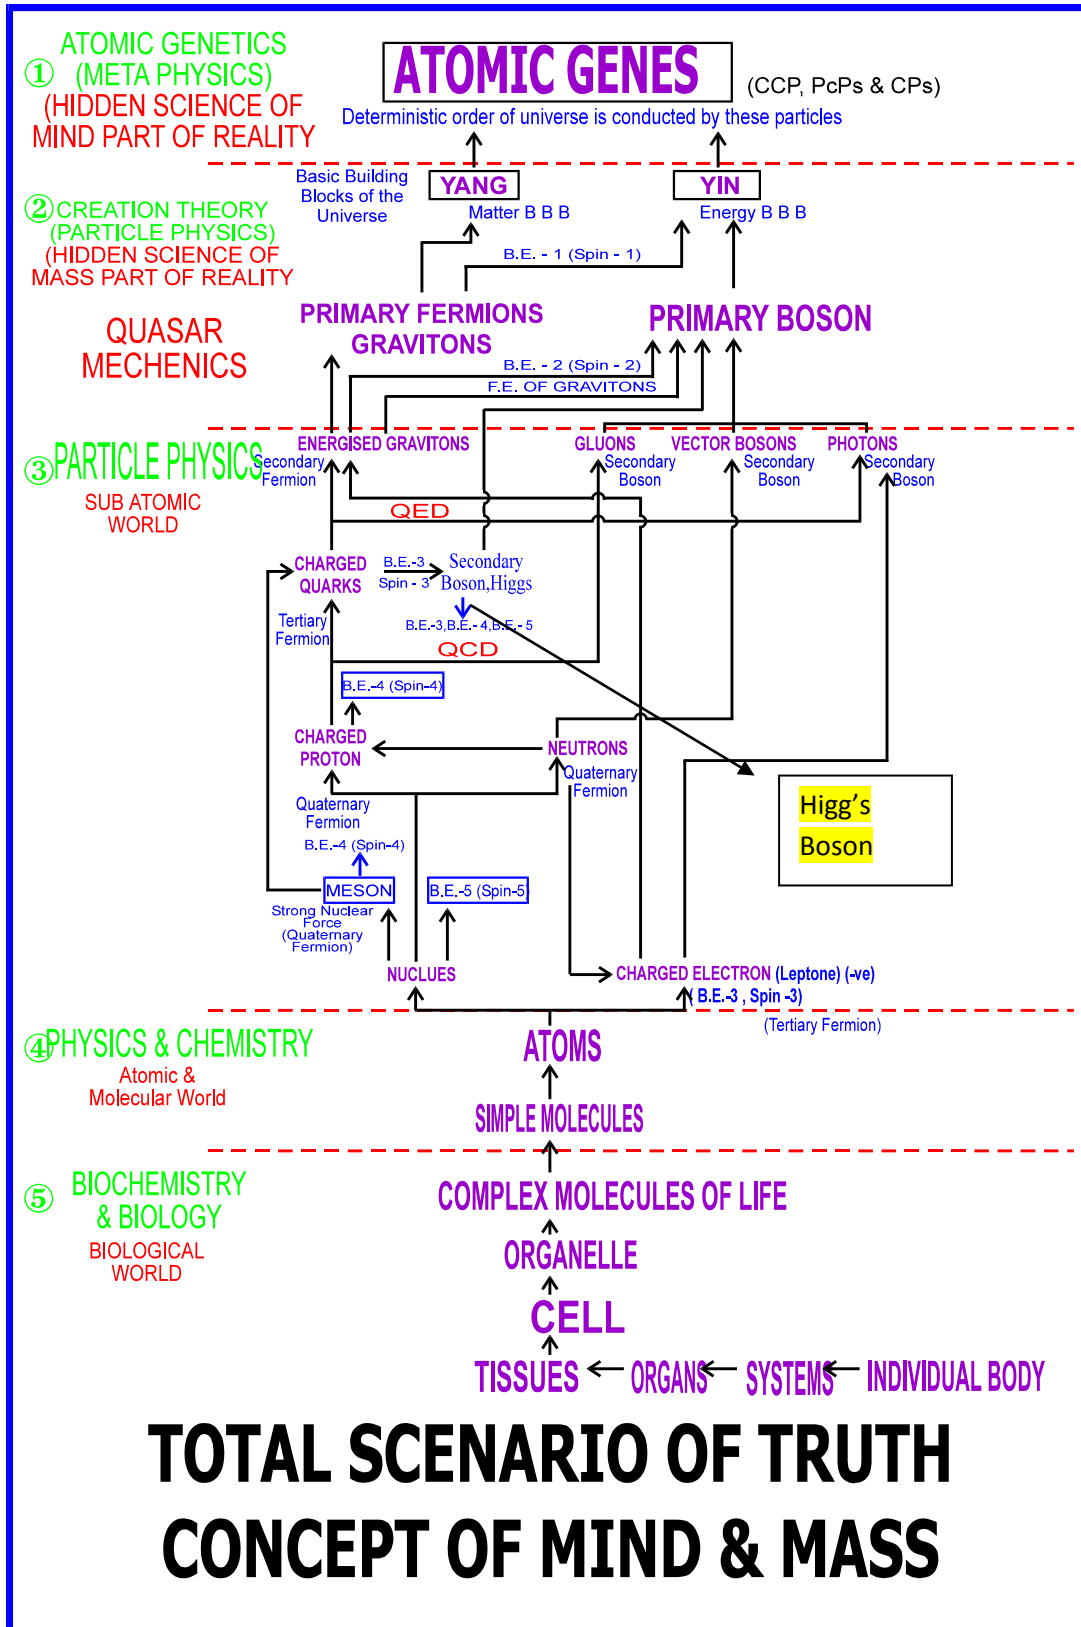 ATOMIC GENETICS
①
(META PHYSICS)
(HIDDEN SCIENCE OF
MIND PART OF REALITY
ATOMIC GENES
(CCP, PcPs & CPs)
Deterministic order of universe is conducted by these particles
Basic Building
Blocks of the
Universe
YANG
YIN
Matter B B B
Energy B B B
② CREATION THEORY
(PARTICLE PHYSICS)
(HIDDEN SCIENCE OF
MASS PART OF REALITY
B.E. - 1 (Spin - 1)
QUASAR
MECHENICS
PRIMARY FERMIONS
GRAVITONS
PRIMARY BOSON
B.E. - 2 (Spin - 2)
F.E. OF GRAVITONS
③ PARTICLE PHYSICS
SUB ATOMIC
WORLD
ENERGISED GRAVITONS
Secondary
Fermion
GLUONS
Secondary
Boson
VECTOR BOSONS
Secondary
Boson
PHOTONS
Secondary
Boson
QED
CHARGED
QUARKS
B.E.-3
Spin - 3
Secondary
Boson,Higgs
B.E.-3,B.E.- 4,B.E.- 5
Tertiary
Fermion
QCD
B.E.-4 (Spin-4)
CHARGED
PROTON
NEUTRONS
Quaternary
Fermion
Quaternary
Fermion
Higg’s
Boson
B.E.-4 (Spin-4)
MESON
B.E.-5 (Spin-5)
Strong Nuclear
Force
(Quaternary
Fermion)
NUCLUES
CHARGED ELECTRON (Leptone) (-ve)
( B.E.-3 , Spin -3)
(Tertiary Fermion)
④ PHYSICS & CHEMISTRY
Atomic &
Molecular World
ATOMS
SIMPLE MOLECULES
⑤ BIOCHEMISTRY
& BIOLOGY
BIOLOGICAL
WORLD
COMPLEX MOLECULES OF LIFE
ORGANELLE
CELL
TISSUES ORGANS SYSTEMS INDIVIDUAL BODY
TOTAL SCENARIO OF TRUTH
CONCEPT OF MIND & MASS